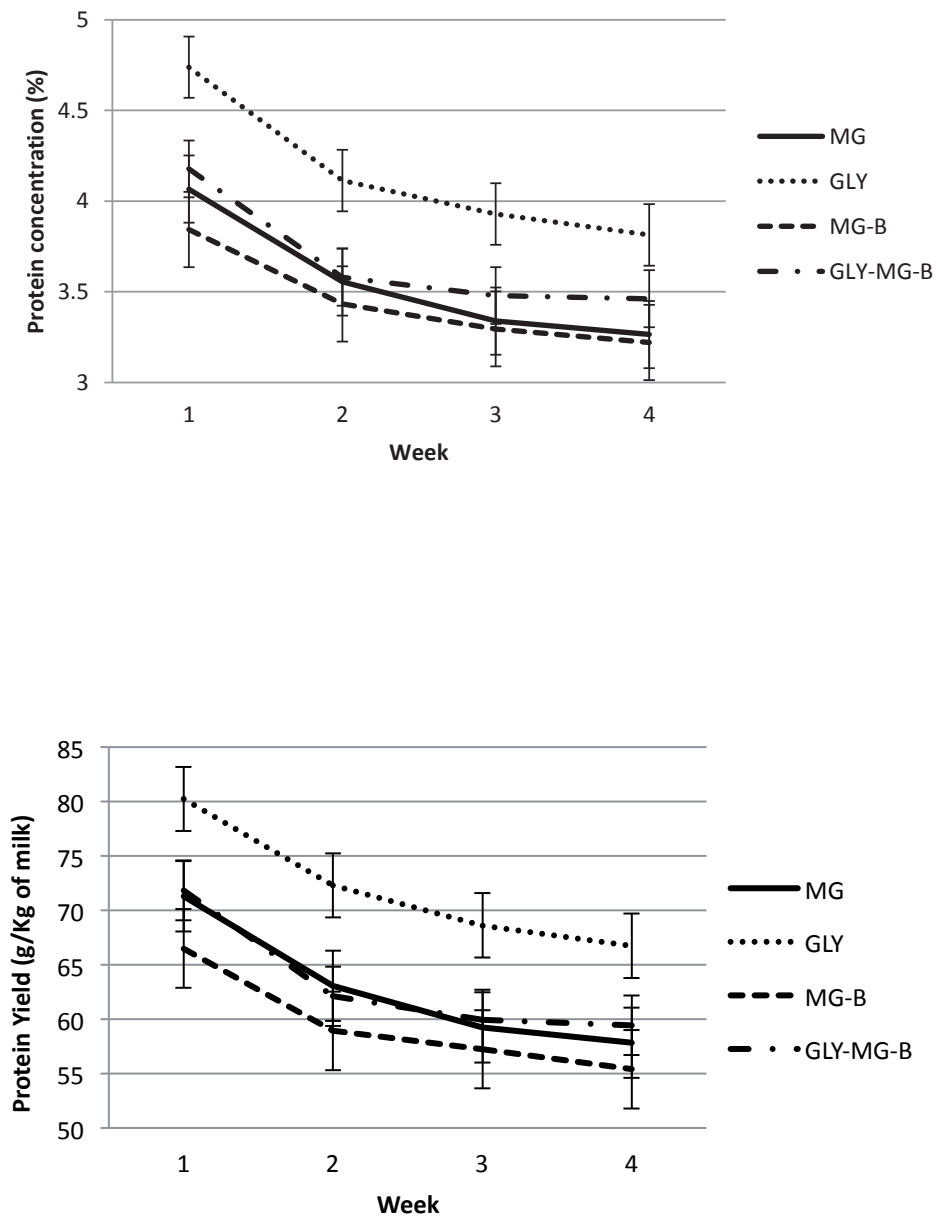 Protein concentration (%)
5
4.5
4
3.5
3
1 2 3 4
Week
MG
GLY
MG-B
GLY-MG-B
Protein Yield (g/Kg of milk)
85
80
75
70
65
60
55
50
1 2 3 4
Week
MG
GLY
MG-B
GLY-MG-B